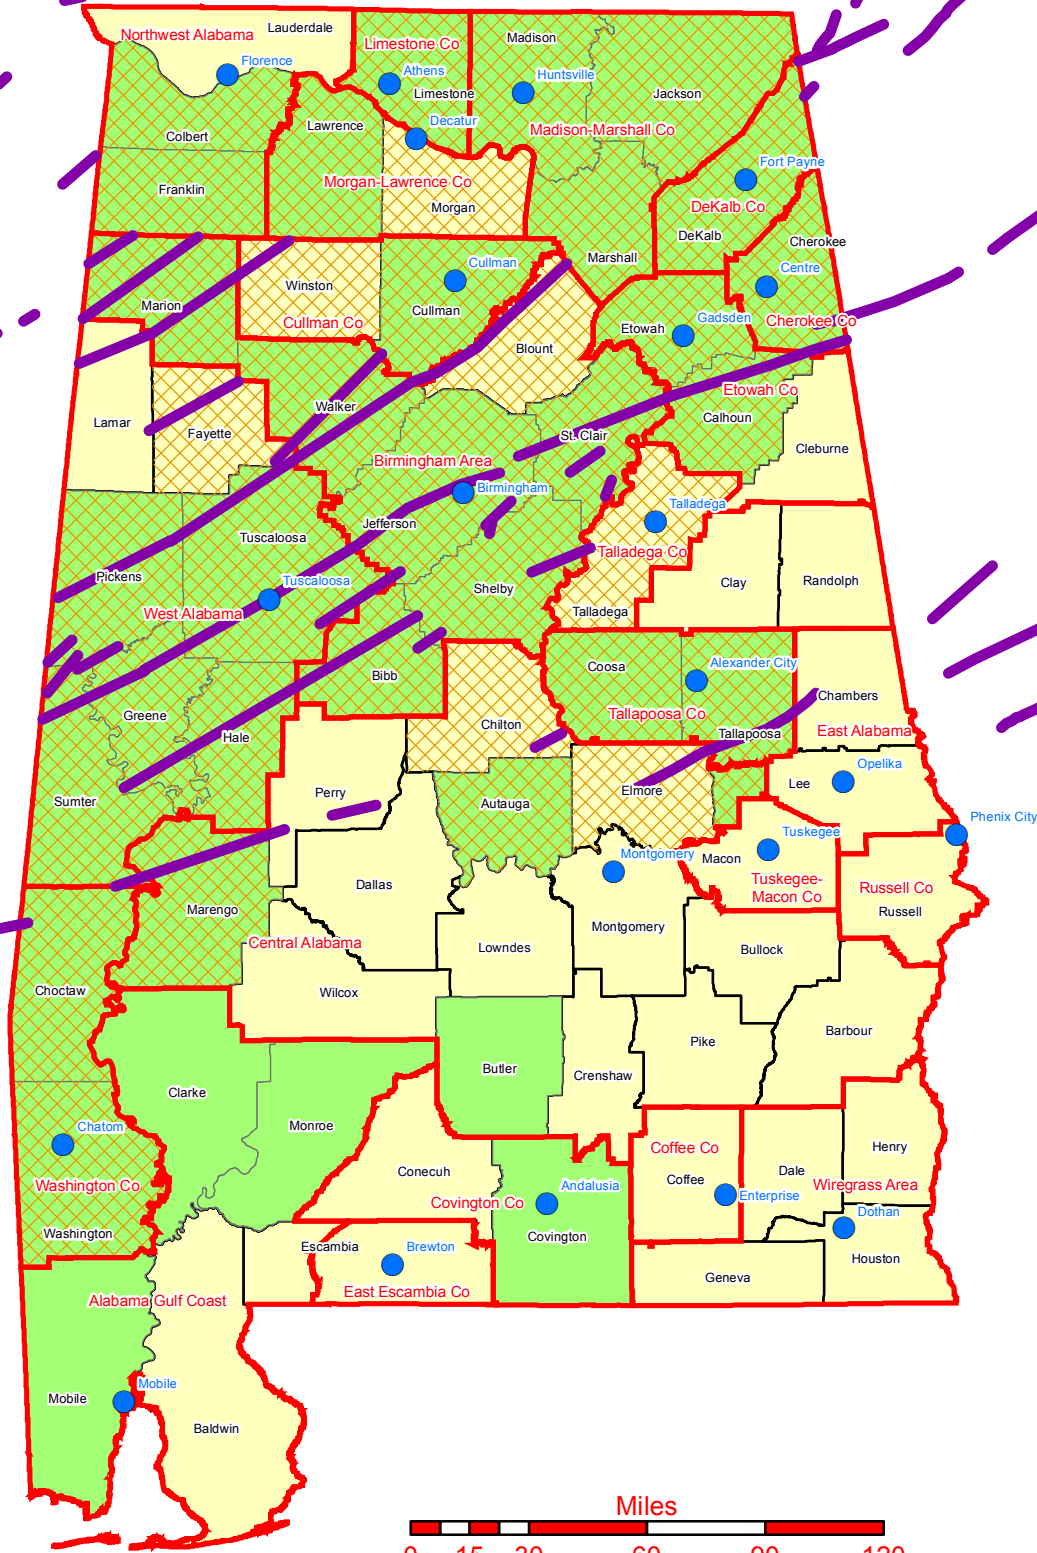 Lauderdale
Northwest Alabama
Madison
Limestone Co
Florence
Athens
Huntsville
Limestone
Jackson
Decatur
Lawrence
Madison-Marshall Co
Colbert
Fort Payne
Morgan-Lawrence Co
Franklin
Morgan
DeKalb Co
DeKalb
Cherokee
Marshall
Cullman
Centre
Winston
Marion
Cullman
Gadsden
Cherokee Co
Cullman Co
Etowah
Blount
Etowah Co
Walker
Calhoun
Lamar
Fayette
St. Clair
Cleburne
Birmingham Area
Birmingham
Talladega
Jefferson
Tuscaloosa
Talladega Co
Pickens
Tuscaloosa
Clay
Randolph
Shelby
West Alabama
Talladega
Coosa
Alexander City
Bibb
Chambers
Greene
Tallapoosa Co
Chilton
East Alabama
Hale
Tallapoosa
Opelika
Lee
Perry
Elmore
Sumter
Autauga
Phenix City
Tuskegee
Montgomery
Macon
Dallas
Tuskegee-
Macon Co
Russell Co
Marengo
Russell
Montgomery
Central Alabama
Lowndes
Bullock
Choctaw
Wilcox
Barbour
Pike
Butler
Crenshaw
Clarke
Chatom
Monroe
Coffee Co
Henry
Conecuh
Dale
Coffee
Washington Co
Andalusia
Wiregrass Area
Covington Co
Enterprise
Dothan
Washington
Covington
Escambia
Brewton
Houston
Geneva
East Escambia Co
Alabama Gulf Coast
Mobile
Mobile
Baldwin
Miles
0 15 30 60 90 120